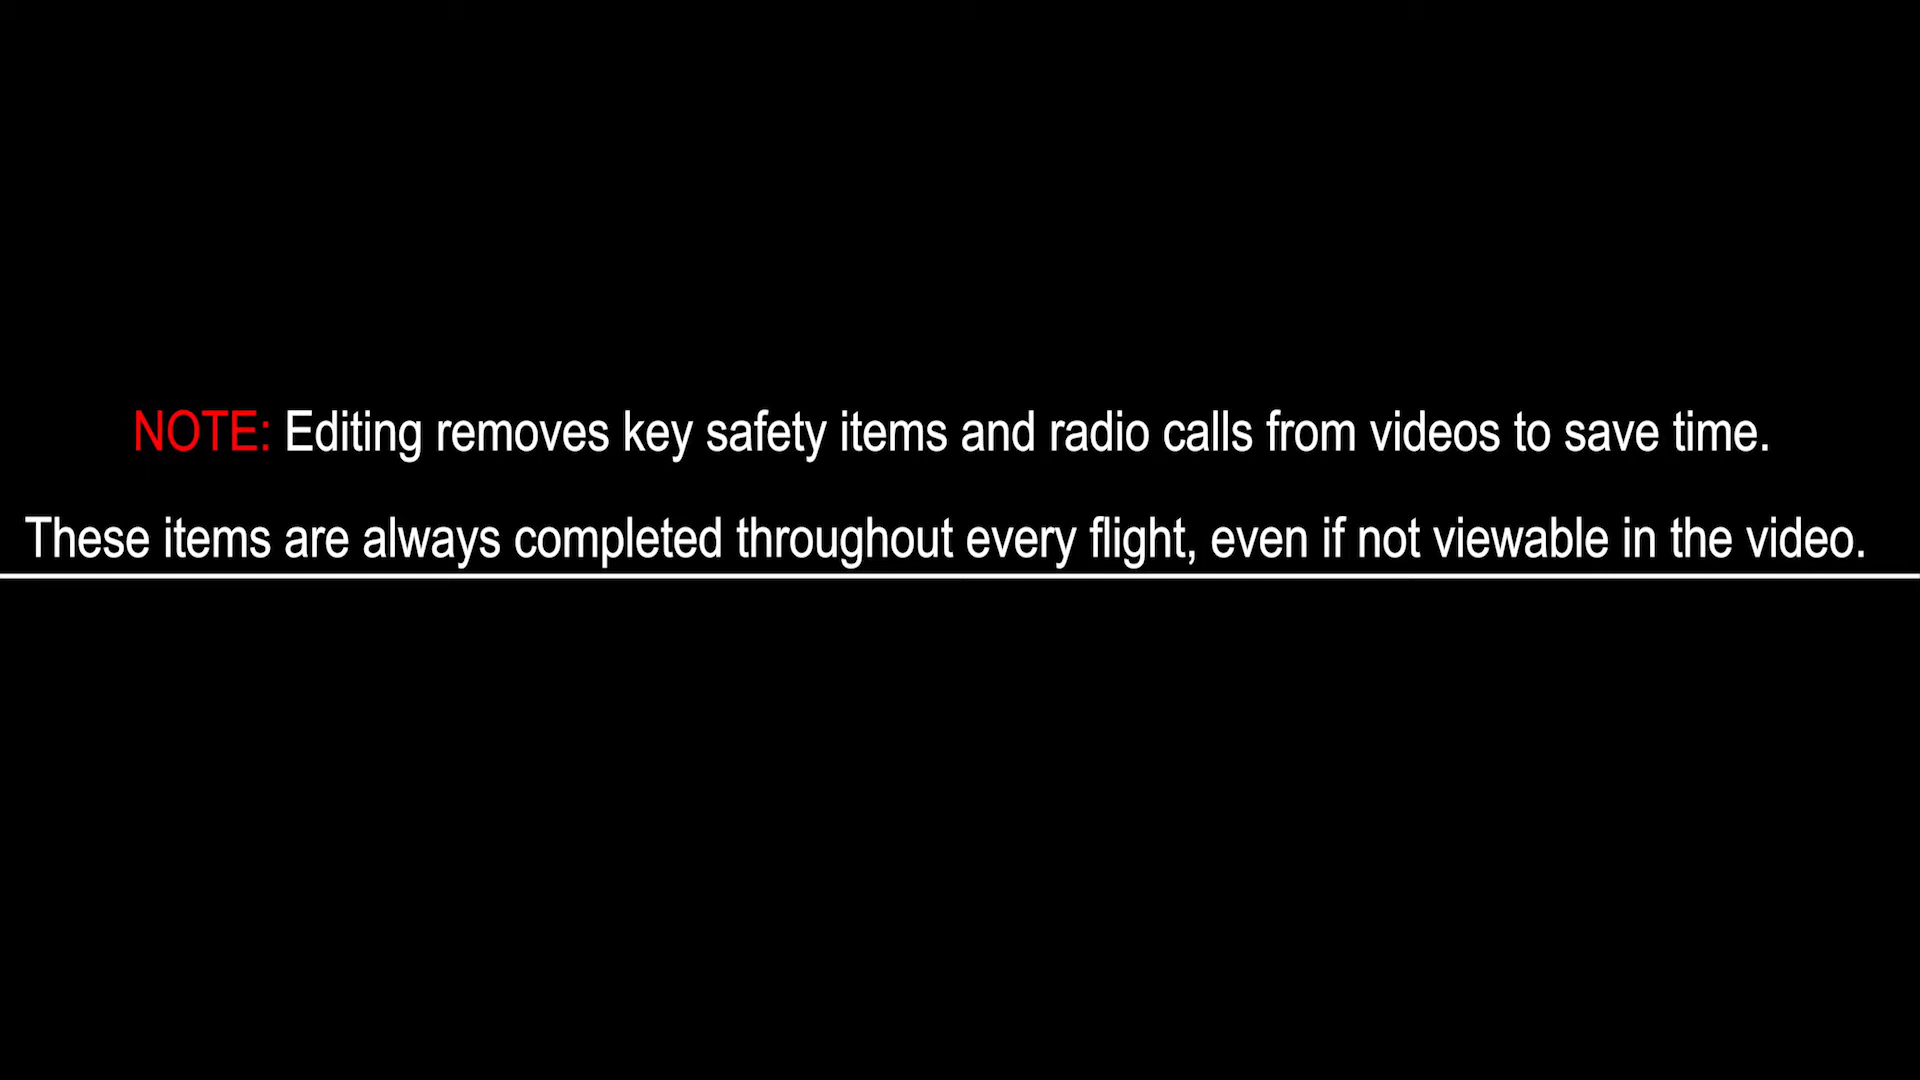 NOTE: Editing removes key safety items and radio calls from videos to save time.
These items are always completed throughout every flight, even if not viewable in the video.